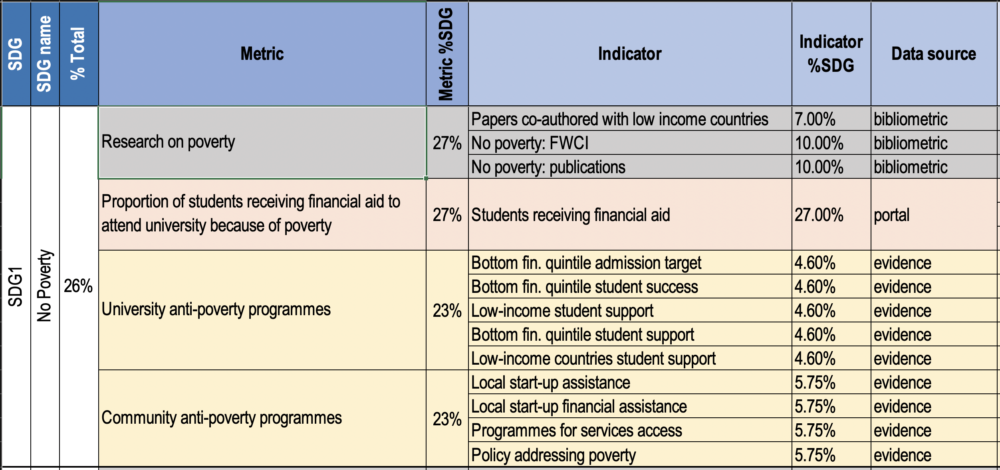 SDG
SDG name
% Total
Metric
Metric %SDG
Indicator
Indicator
%SDG
Data source
SDG1
No Poverty
26%
Research on poverty
27%
Papers co-authored with low income countries 7.00% bibliometric
No poverty: FWCI 10.00% bibliometric
No poverty: publications 10.00% bibliometric
Proportion of students receiving financial aid to
attend university because of poverty
27%
Students receiving financial aid 27.00% portal
University anti-poverty programmes
23%
Bottom fin. quintile admission target 4.60% evidence
Bottom fin. quintile student success 4.60% evidence
Low-income student support 4.60% evidence
Bottom fin. quintile student support 4.60% evidence
Low-income countries student support 4.60% evidence
Community anti-poverty programmes
23%
Local start-up assistance 5.75% evidence
Local start-up financial assistance 5.75% evidence
Programmes for services access 5.75% evidence
Policy addressing poverty 5.75% evidence